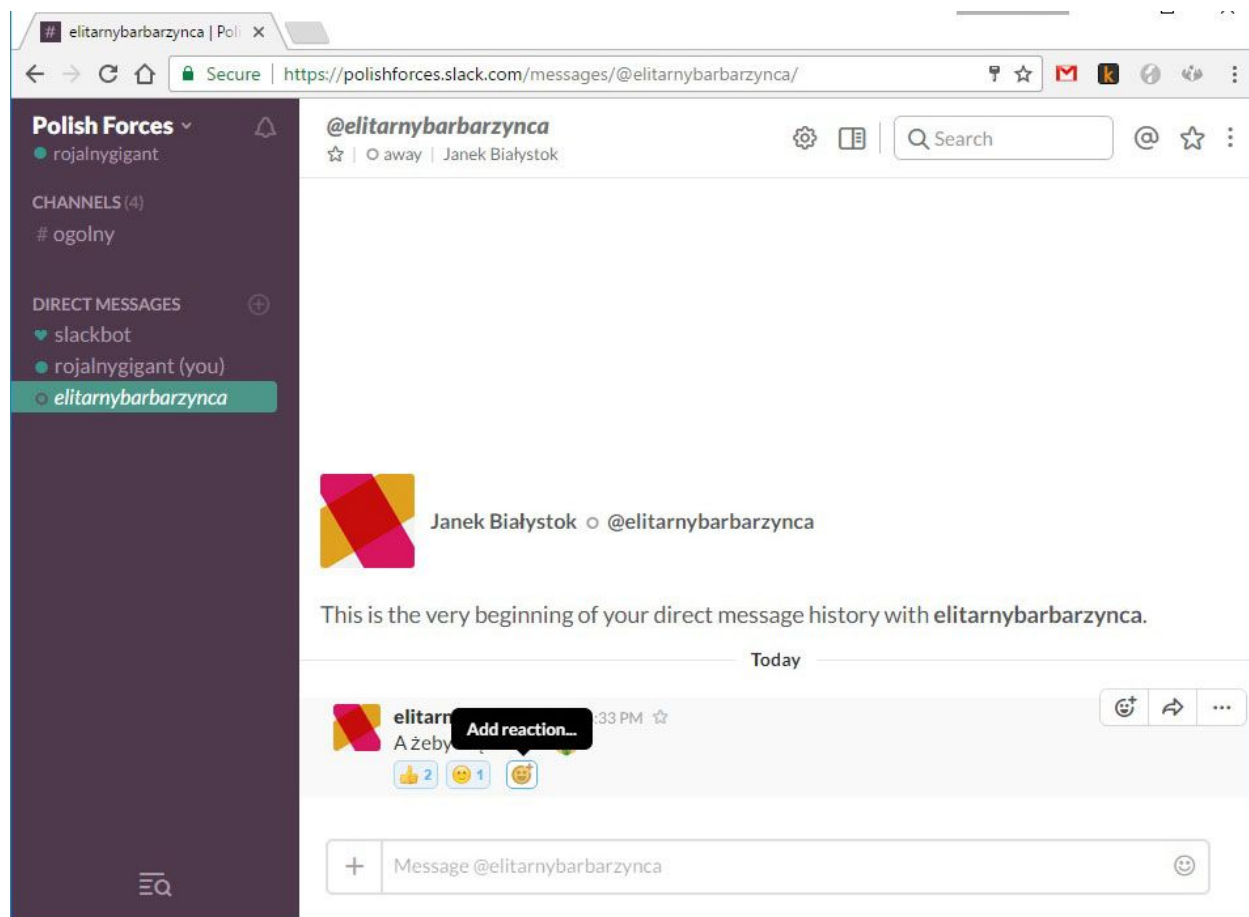 elitarnybarbarzynca | Poli
Secure | https://polishforces.slack.com/messages/@elitarnybarbarzynca/
Polish Forces
rojalnygigant
CHANNELS (4)
# ogolny
DIRECT MESSAGES
slackbot
rojalnygigant (you)
elitarnybarbarzynca
@elitarnybarbarzynca
away | Janek Białystok
Search
Janek Białystok @elitarnybarbarzynca
This is the very beginning of your direct message history with elitarnybarbarzynca.
Today
elitarn :33 PM
Add reaction...
A żeby
2 1
Message @elitarnybarbarzynca